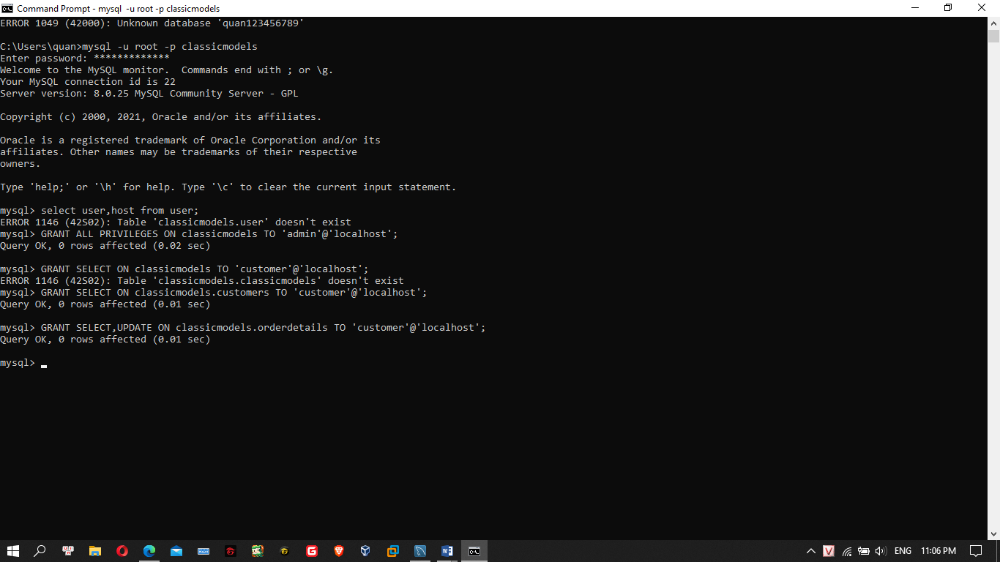 Command Prompt - mysql  -u root -p classicmodels
ERROR 1049 (42000): Unknown database 'quan123456789'
C:\Users\quan>mysql -u root -p classicmodels
Enter password: *************
Welcome to the MySQL monitor.  Commands end with ; or \g.
Your MySQL connection id is 22
Server version: 8.0.25 MySQL Community Server - GPL
Copyright (c) 2000, 2021, Oracle and/or its affiliates.
Oracle is a registered trademark of Oracle Corporation and/or its
affiliates. Other names may be trademarks of their respective
owners.
Type 'help;' or '\h' for help. Type '\c' to clear the current input statement.
mysql> select user,host from user;
ERROR 1146 (42S02): Table 'classicmodels.user' doesn't exist
mysql> GRANT ALL PRIVILEGES ON classicmodels TO 'admin'@'localhost';
Query OK, 0 rows affected (0.02 sec)
mysql> GRANT SELECT ON classicmodels TO 'customer'@'localhost';
ERROR 1146 (42S02): Table 'classicmodels.classicmodels' doesn't exist
mysql> GRANT SELECT ON classicmodels.customers TO 'customer'@'localhost';
Query OK, 0 rows affected (0.01 sec)
mysql> GRANT SELECT,UPDATE ON classicmodels.orderdetails TO 'customer'@'localhost';
Query OK, 0 rows affected (0.01 sec)
mysql>
ENG 11:06 PM